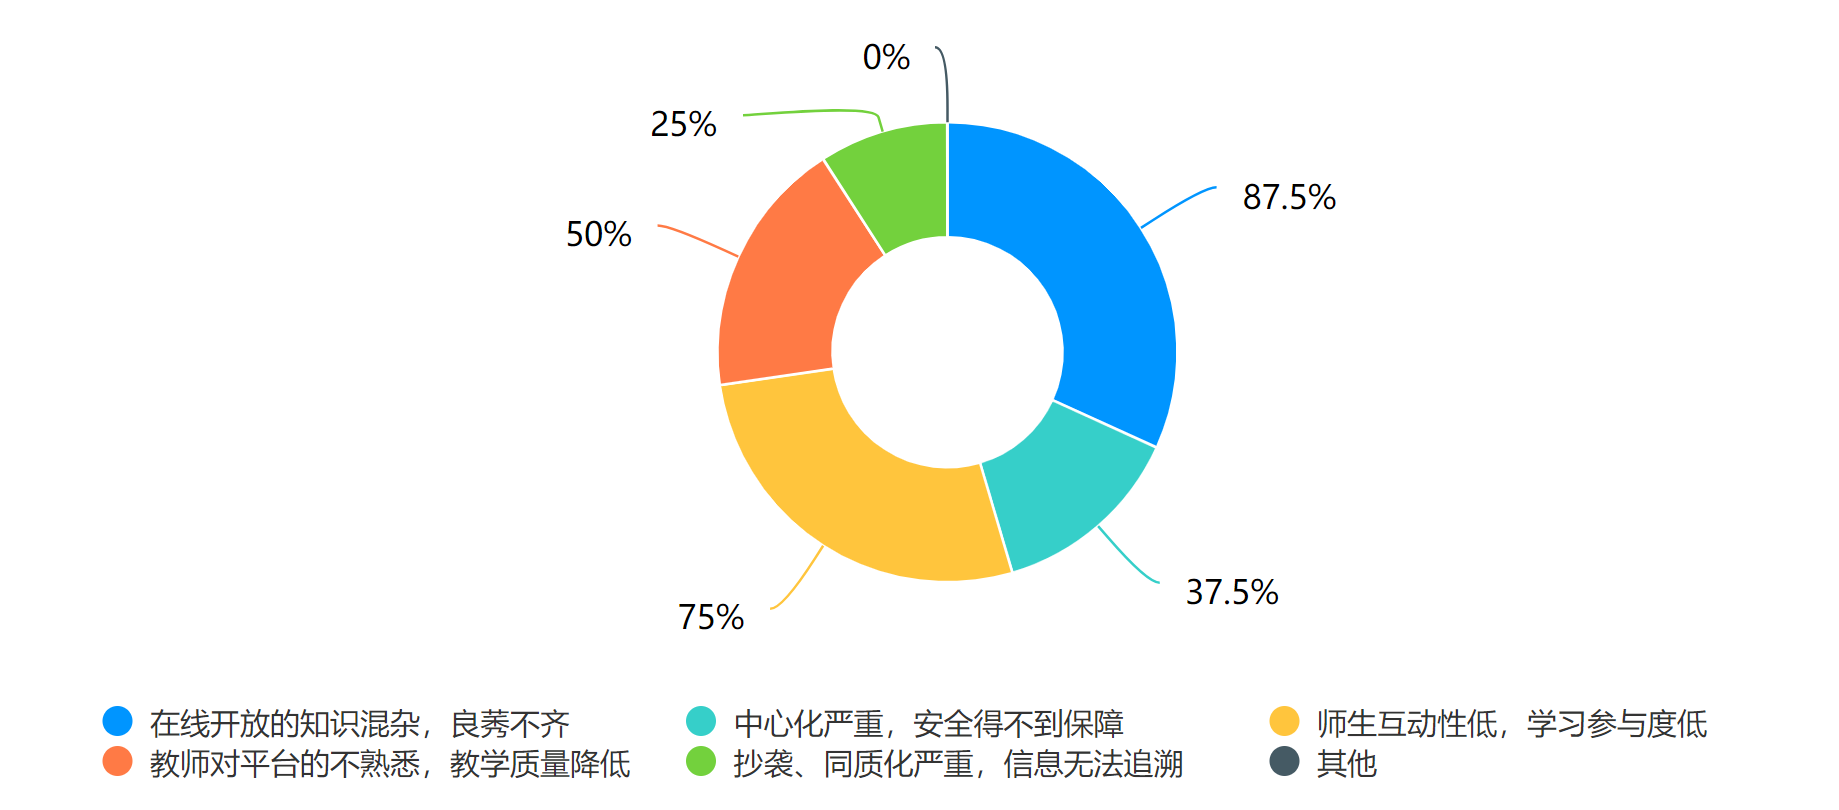 0%
25%
87.5%
50%
37.5%
75%
在线开放的知识混杂，良莠不齐
中心化严重，安全得不到保障
师生互动性低，学习参与度低
教师对平台的不熟悉，教学质量降低
抄袭、同质化严重，信息无法追溯
其他